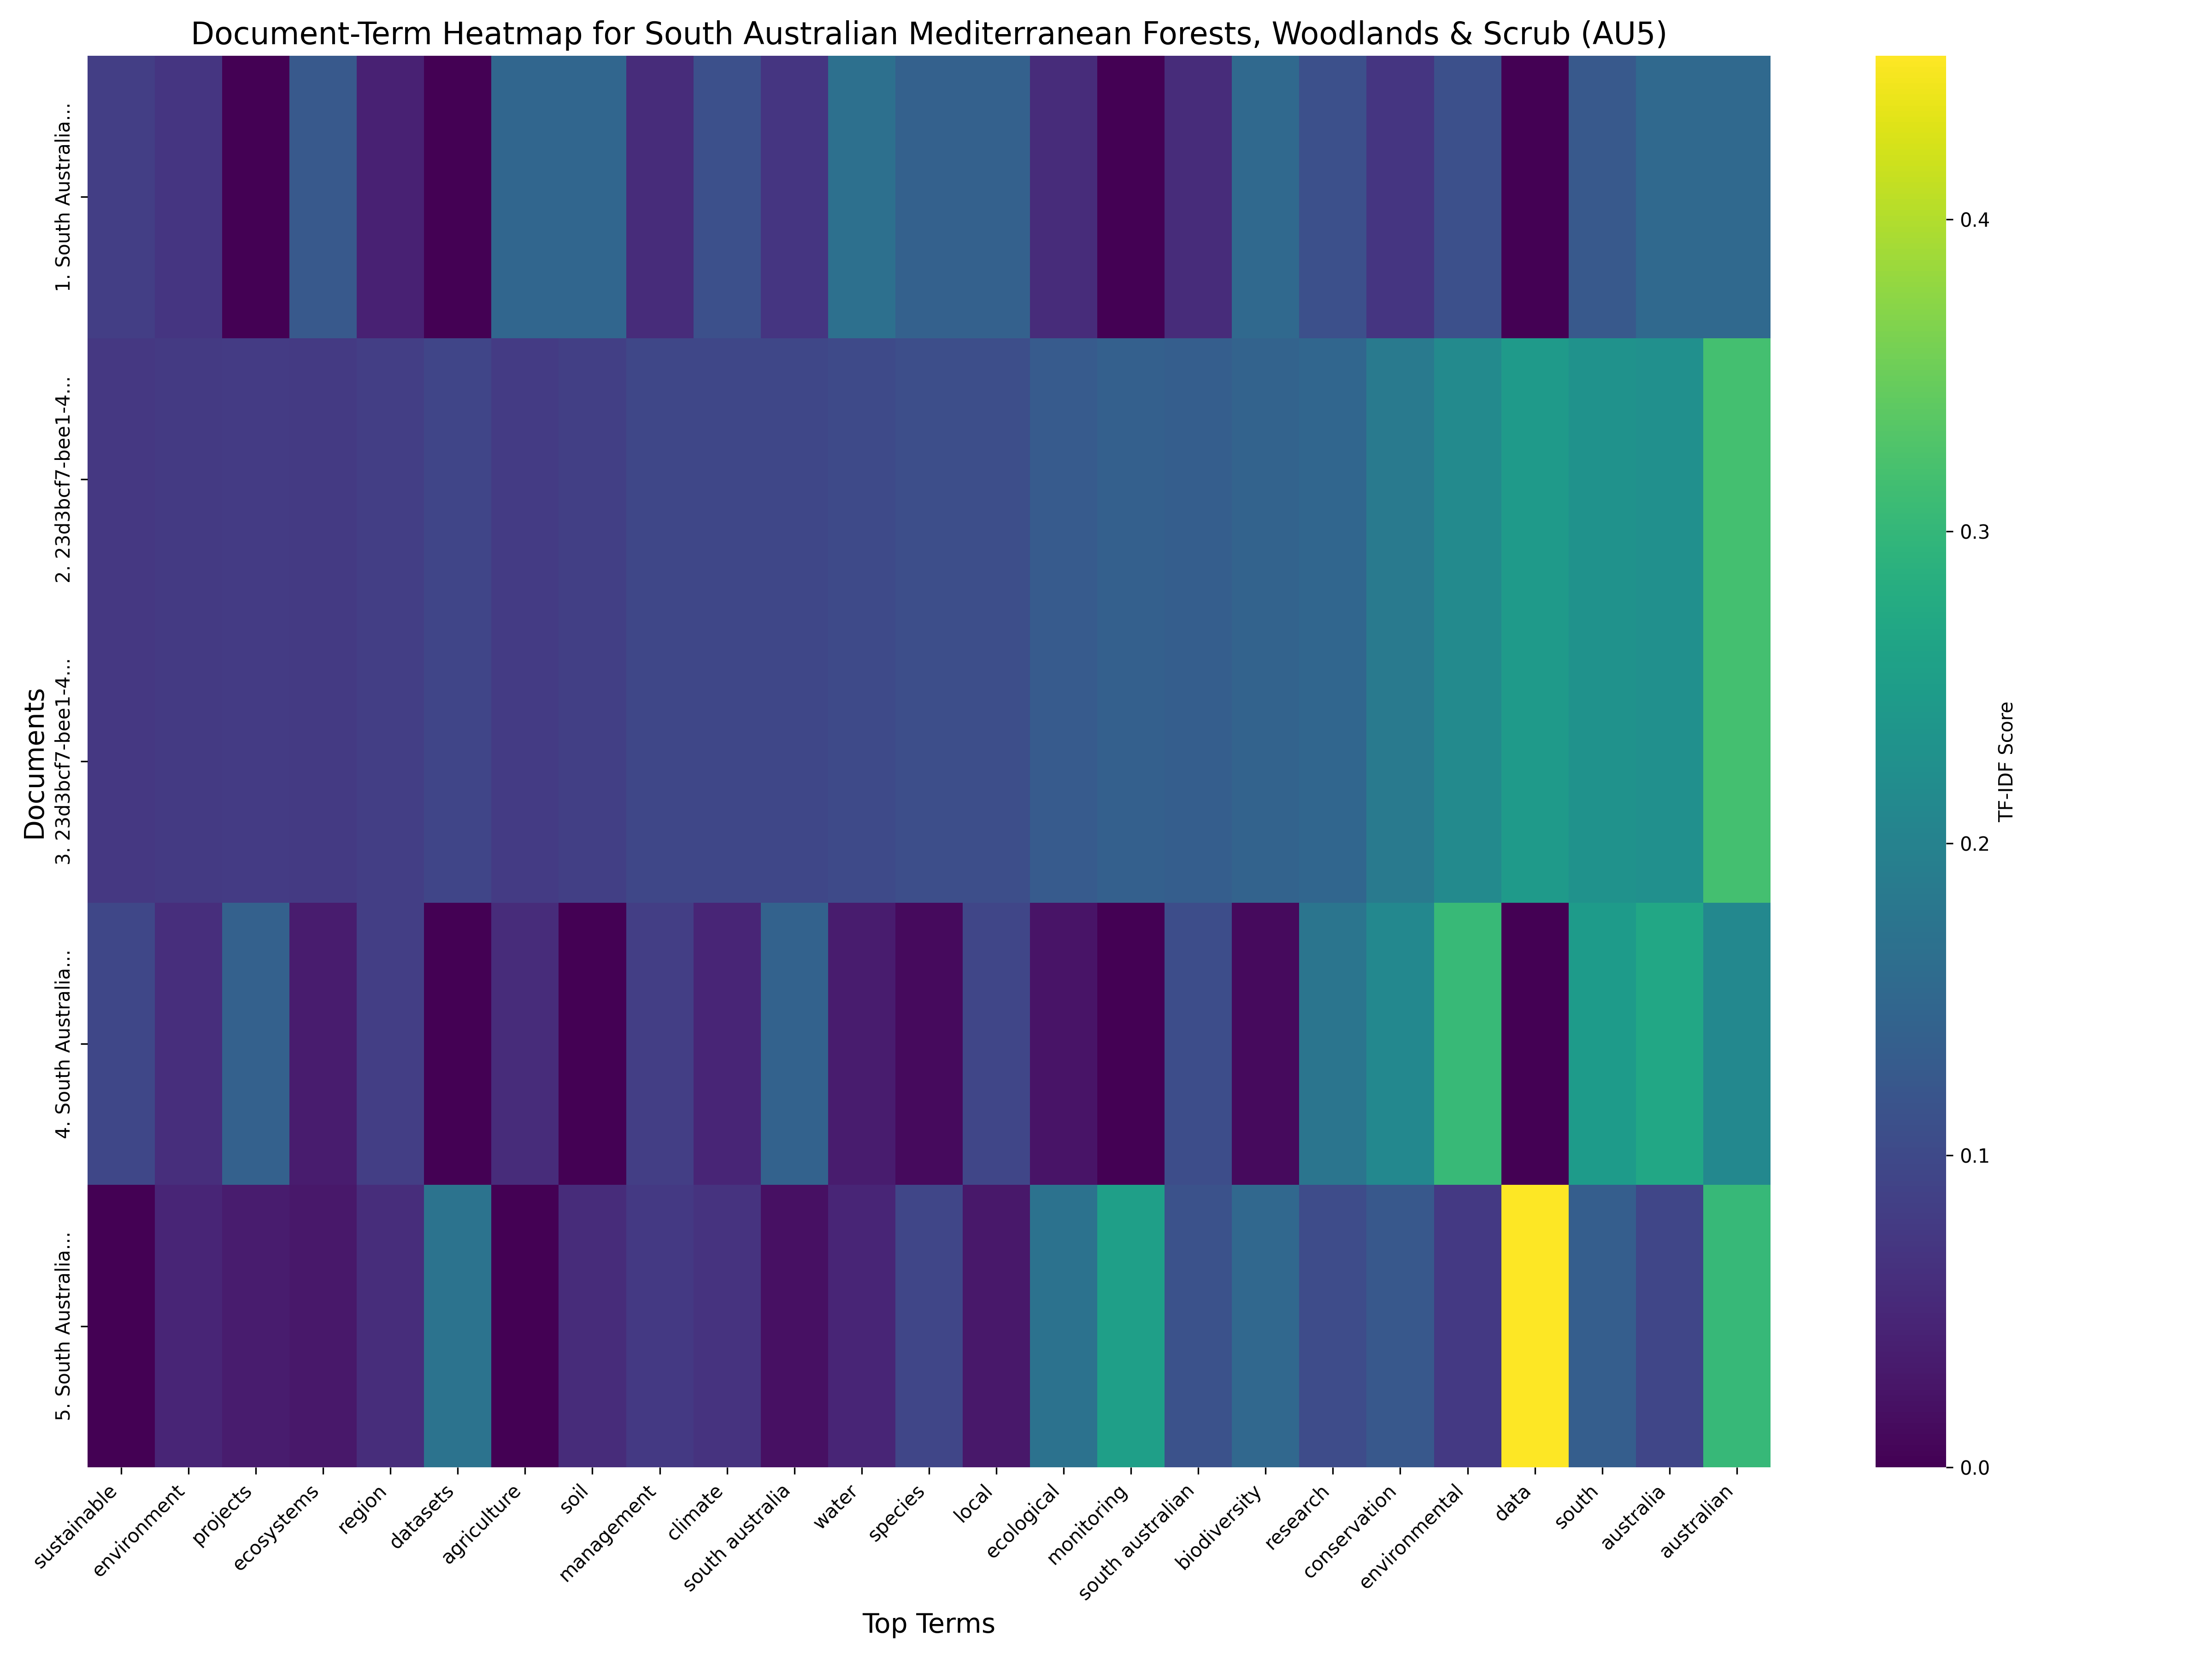 Document-Term Heatmap for South Australian Mediterranean Forests, Woodlands & Scrub (AU5)
Documents
1. South Australia...
2. 23d3bcf7-bee1-4...
3. 23d3bcf7-bee1-4...
4. South Australia...
5. South Australia...
sustainable
environment
projects
ecosystems
region
datasets
agriculture
soil
management
climate
south australia
water
species
local
ecological
monitoring
south australian
biodiversity
research
conservation
environmental
data
south
australia
australian
Top Terms
0.4
0.3
0.2
0.1
0.0
TF-IDF Score